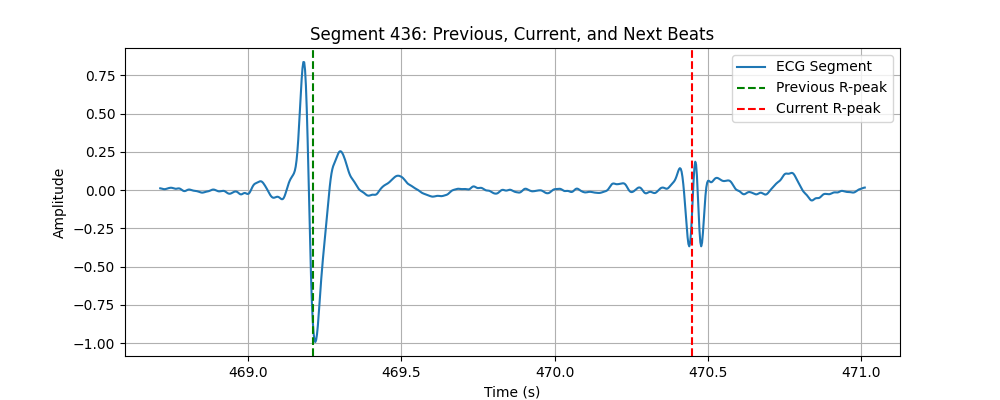 Segment 436: Previous, Current, and Next Beats
ECG Segment
Previous R-peak
Current R-peak
Amplitude
0.75
0.50
0.25
0.00
−0.25
−0.50
−0.75
−1.00
469.0 469.5 470.0 470.5 471.0
Time (s)